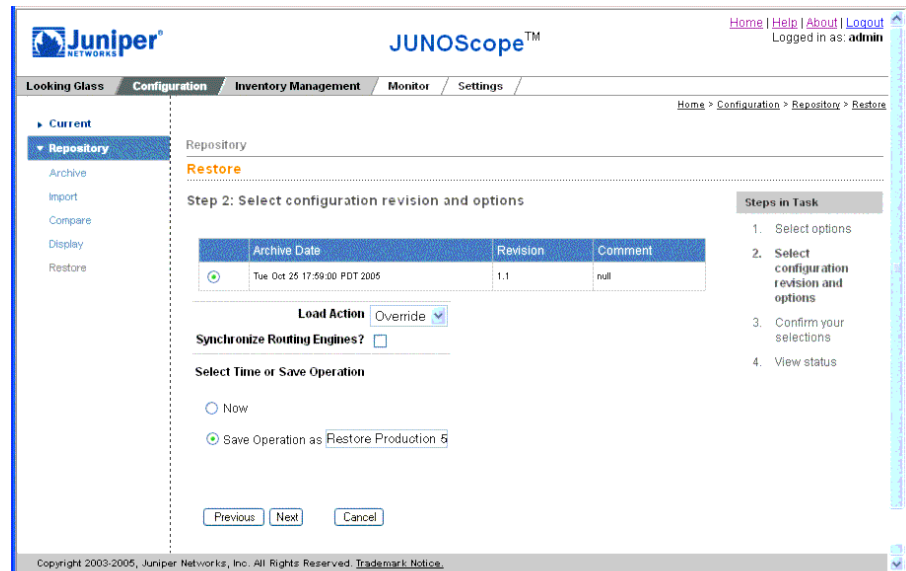 Home | Help | About | Logout
Logged in as: admin
Juniper®
NETWORKS
JUNOScope™
Looking Glass / Configuration / Inventory Management / Monitor / Settings /
Home > Configuration > Repository > Restore
Current
Repository
Archive
Import
Compare
Display
Restore
Repository
Restore
Step 2: Select configuration revision and options
Archive Date Revision Comment
Tue Oct 25 17:59:00 PDT 2005 1.1 null
Load Action Override
Synchronize Routing Engines?
Select Time or Save Operation
Now
Save Operation as Restore Production 5
Previous Next Cancel
Steps in Task
1. Select options
2. Select
configuration
revision and
options
3. Confirm your
selections
4. View status
Copyright 2003-2005, Juniper Networks, Inc. All Rights Reserved. Trademark Notice.